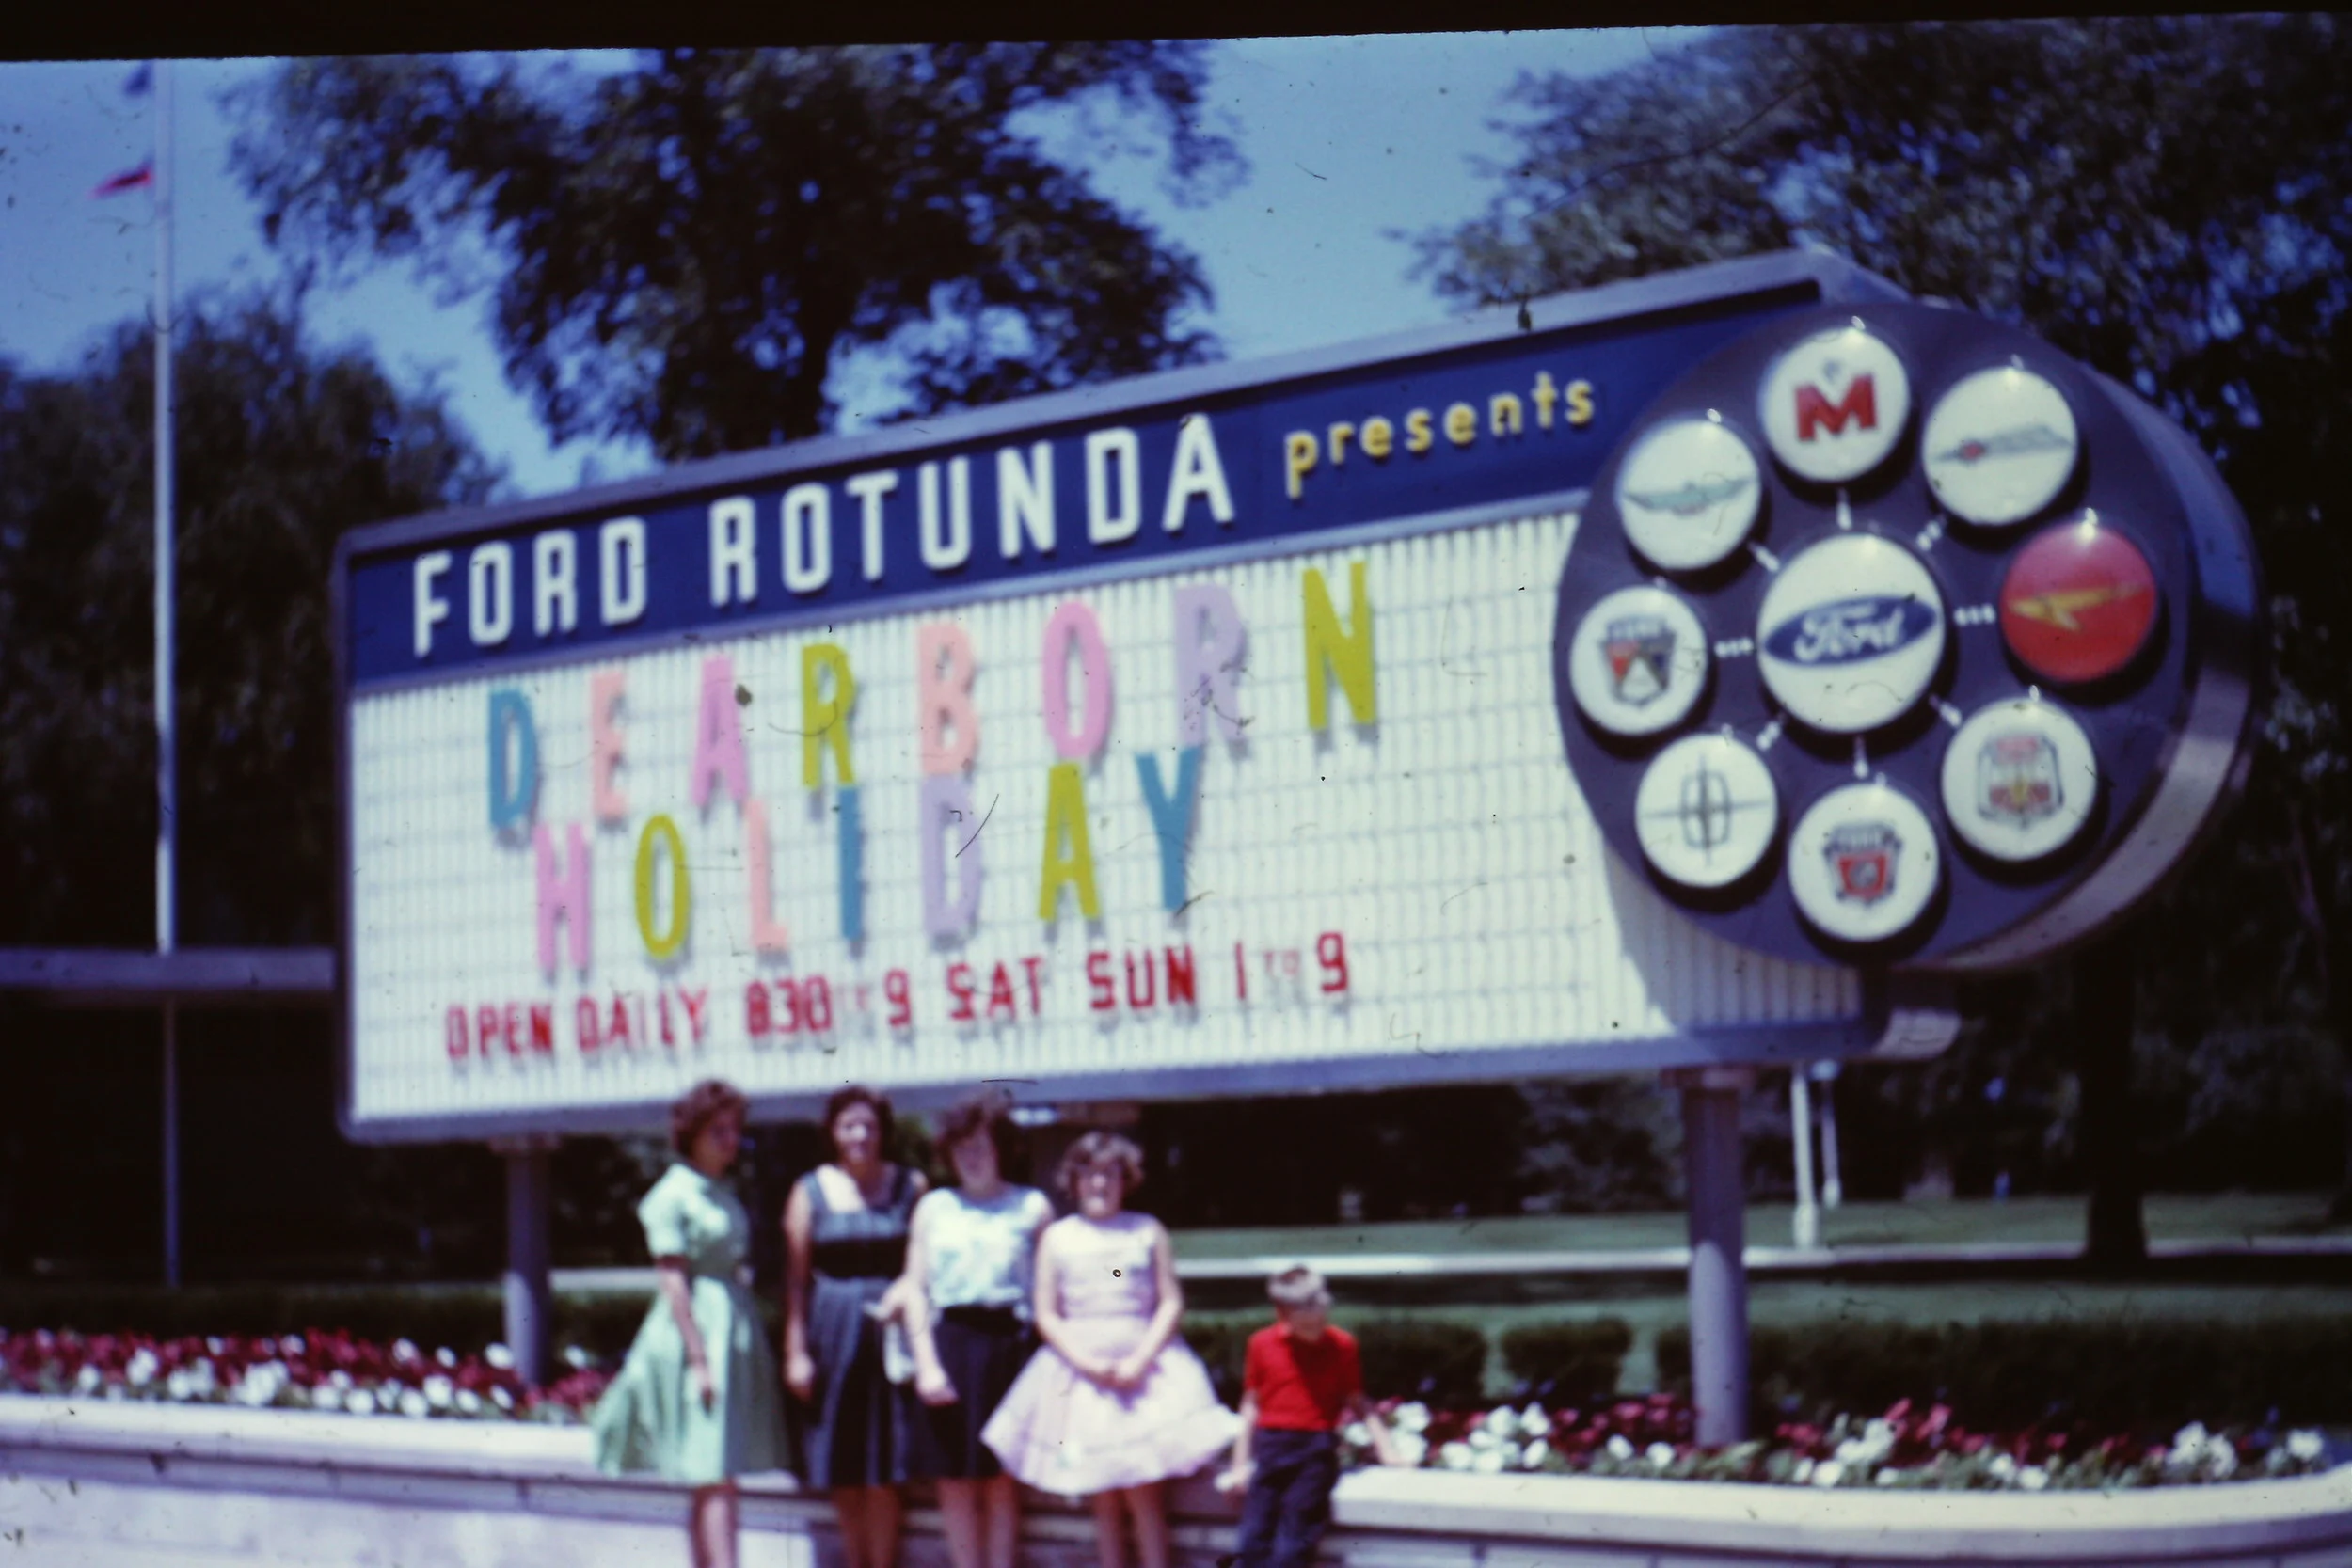 FORD ROTUNDA presents
DEARBORN
HOLIDAY
OPEN DAILY 830 TO 9 SAT SUN 1 TO 9
M
Ford